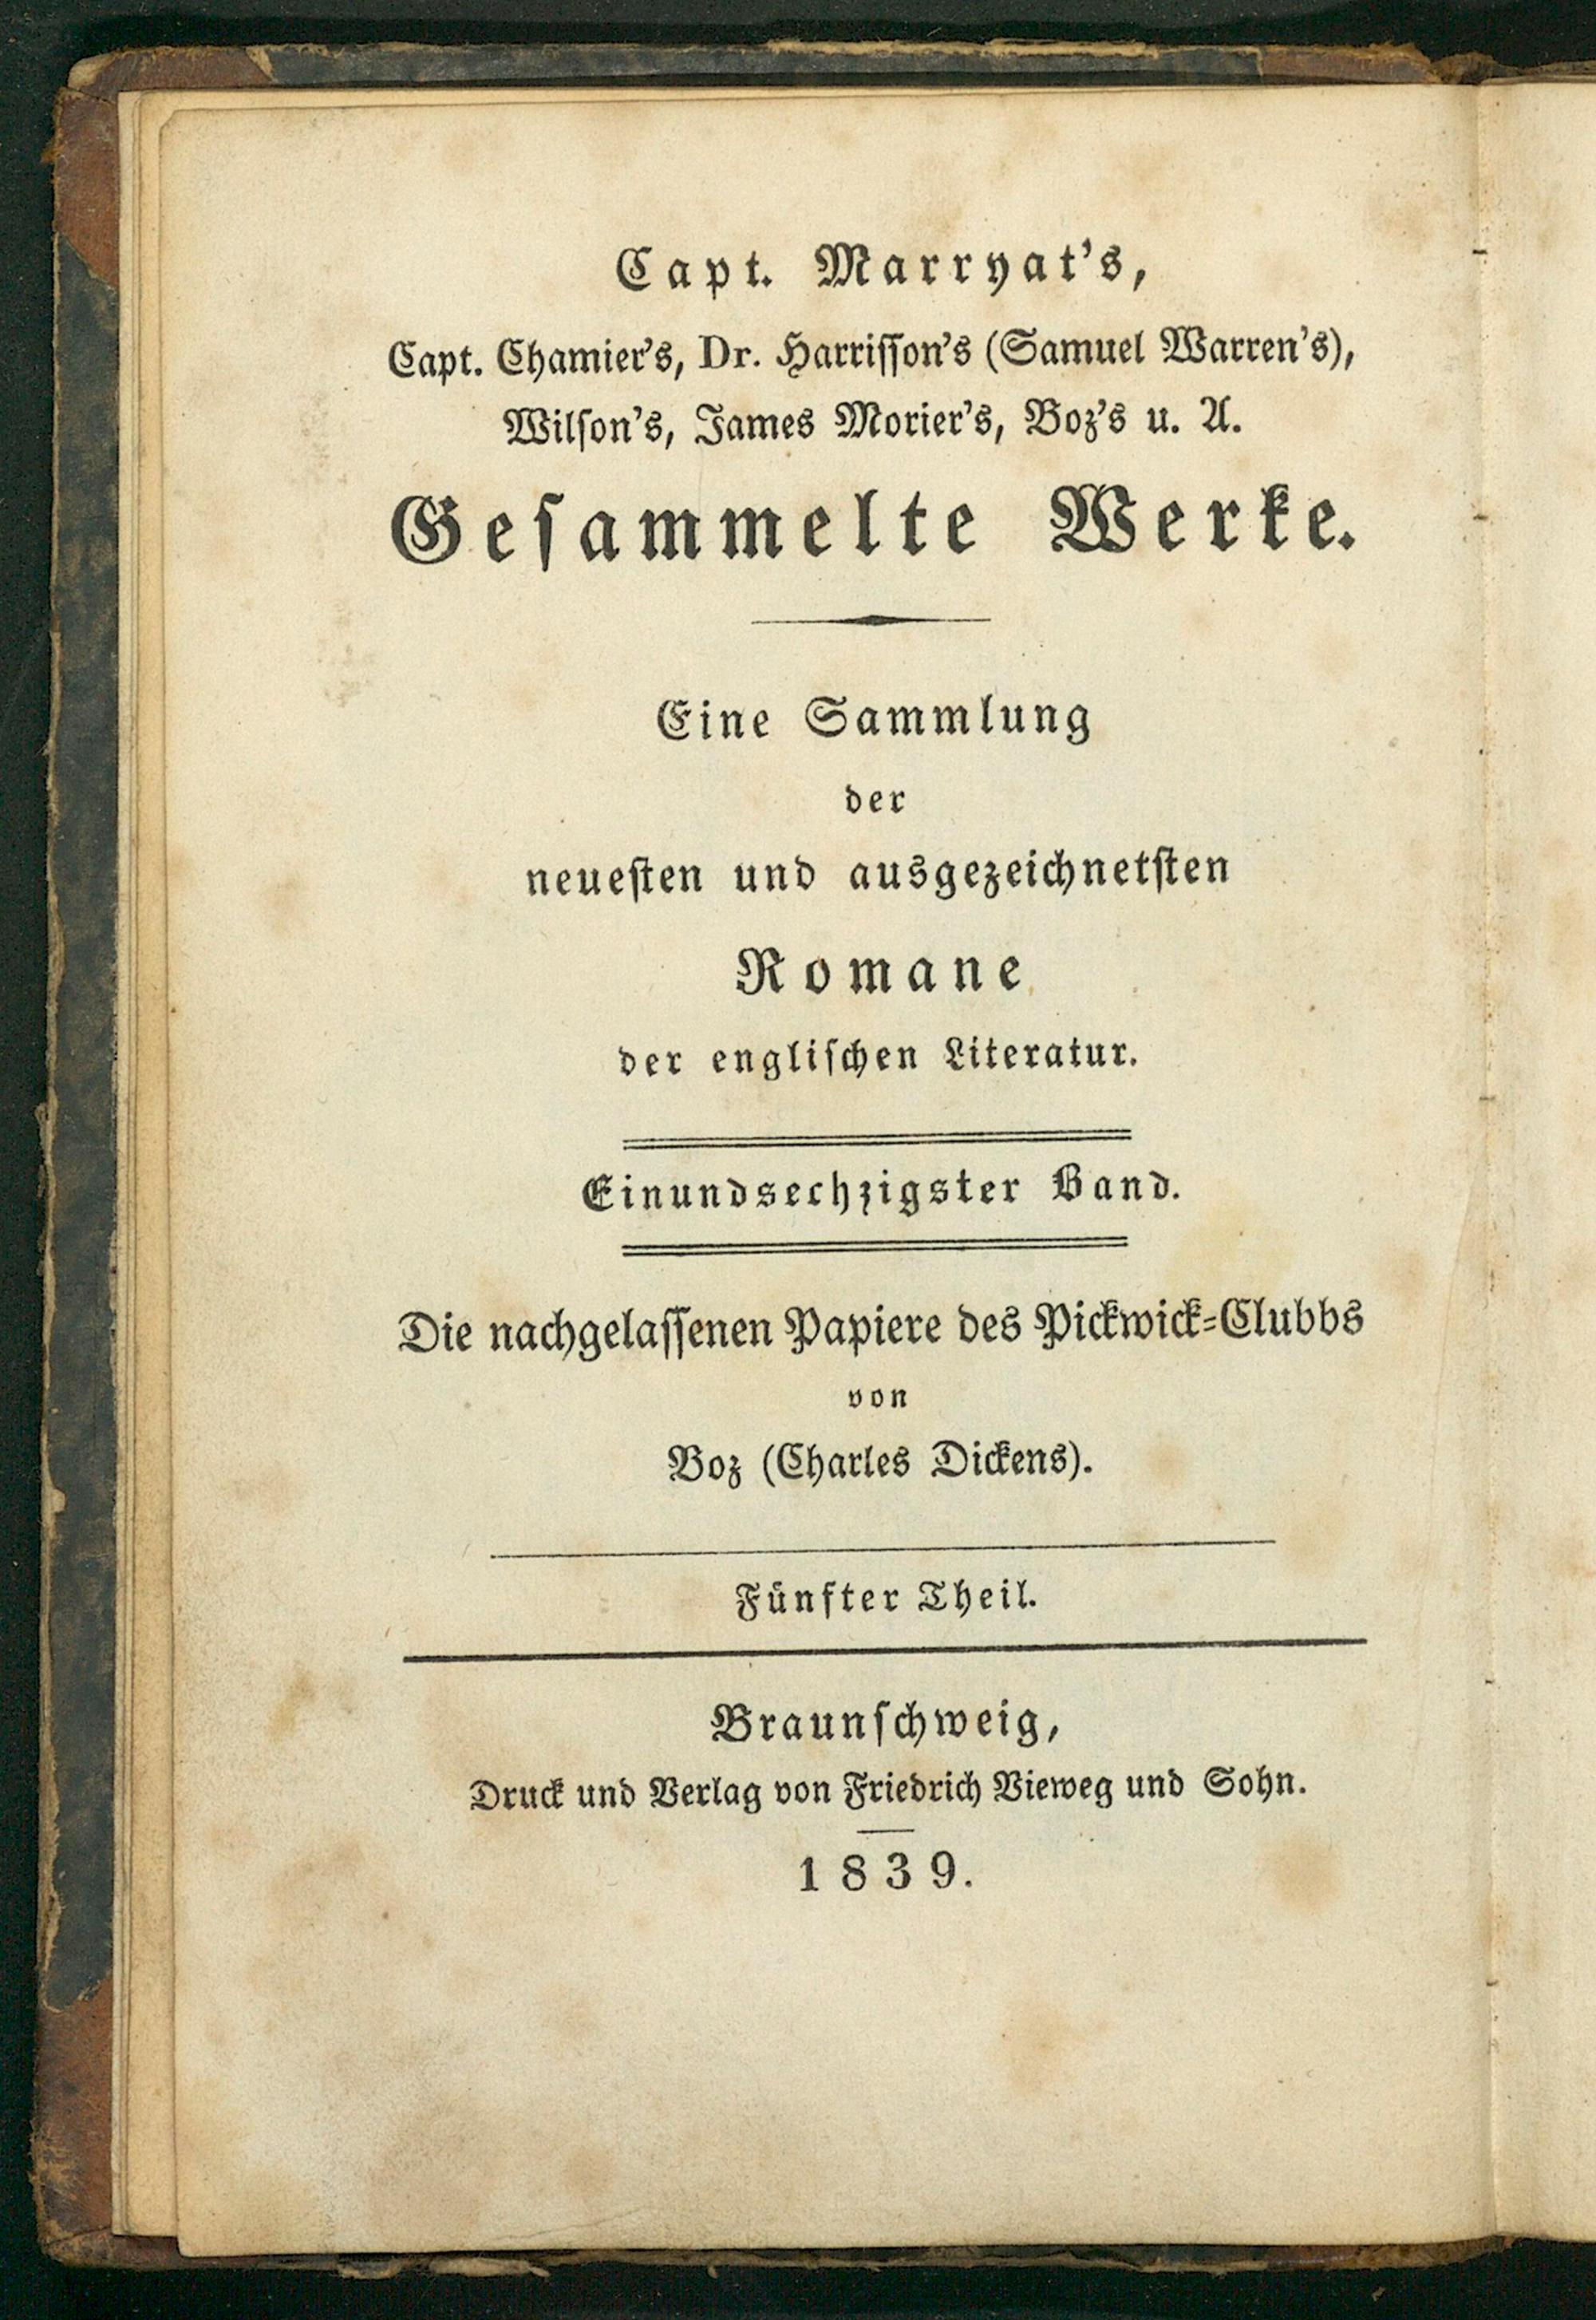 Capt. Marryat's,
Capt. Chamier's, Dr. Harrisson's (Samuel Warren's),
Wilson's, James Morier's, Boz's u. A.
Gesammelte Werke.
Eine Sammlung
der
neuesten und ausgezeichnetsten
Romane
der englischen Literatur.
Einundsechzigster Band.
Die nachgelassenen Papiere des Pickwick-Clubbs
von
Boz (Charles Dickens).
Fünfter Theil.
Braunschweig,
Druck und Verlag von Friedrich Vieweg und Sohn.
1839.